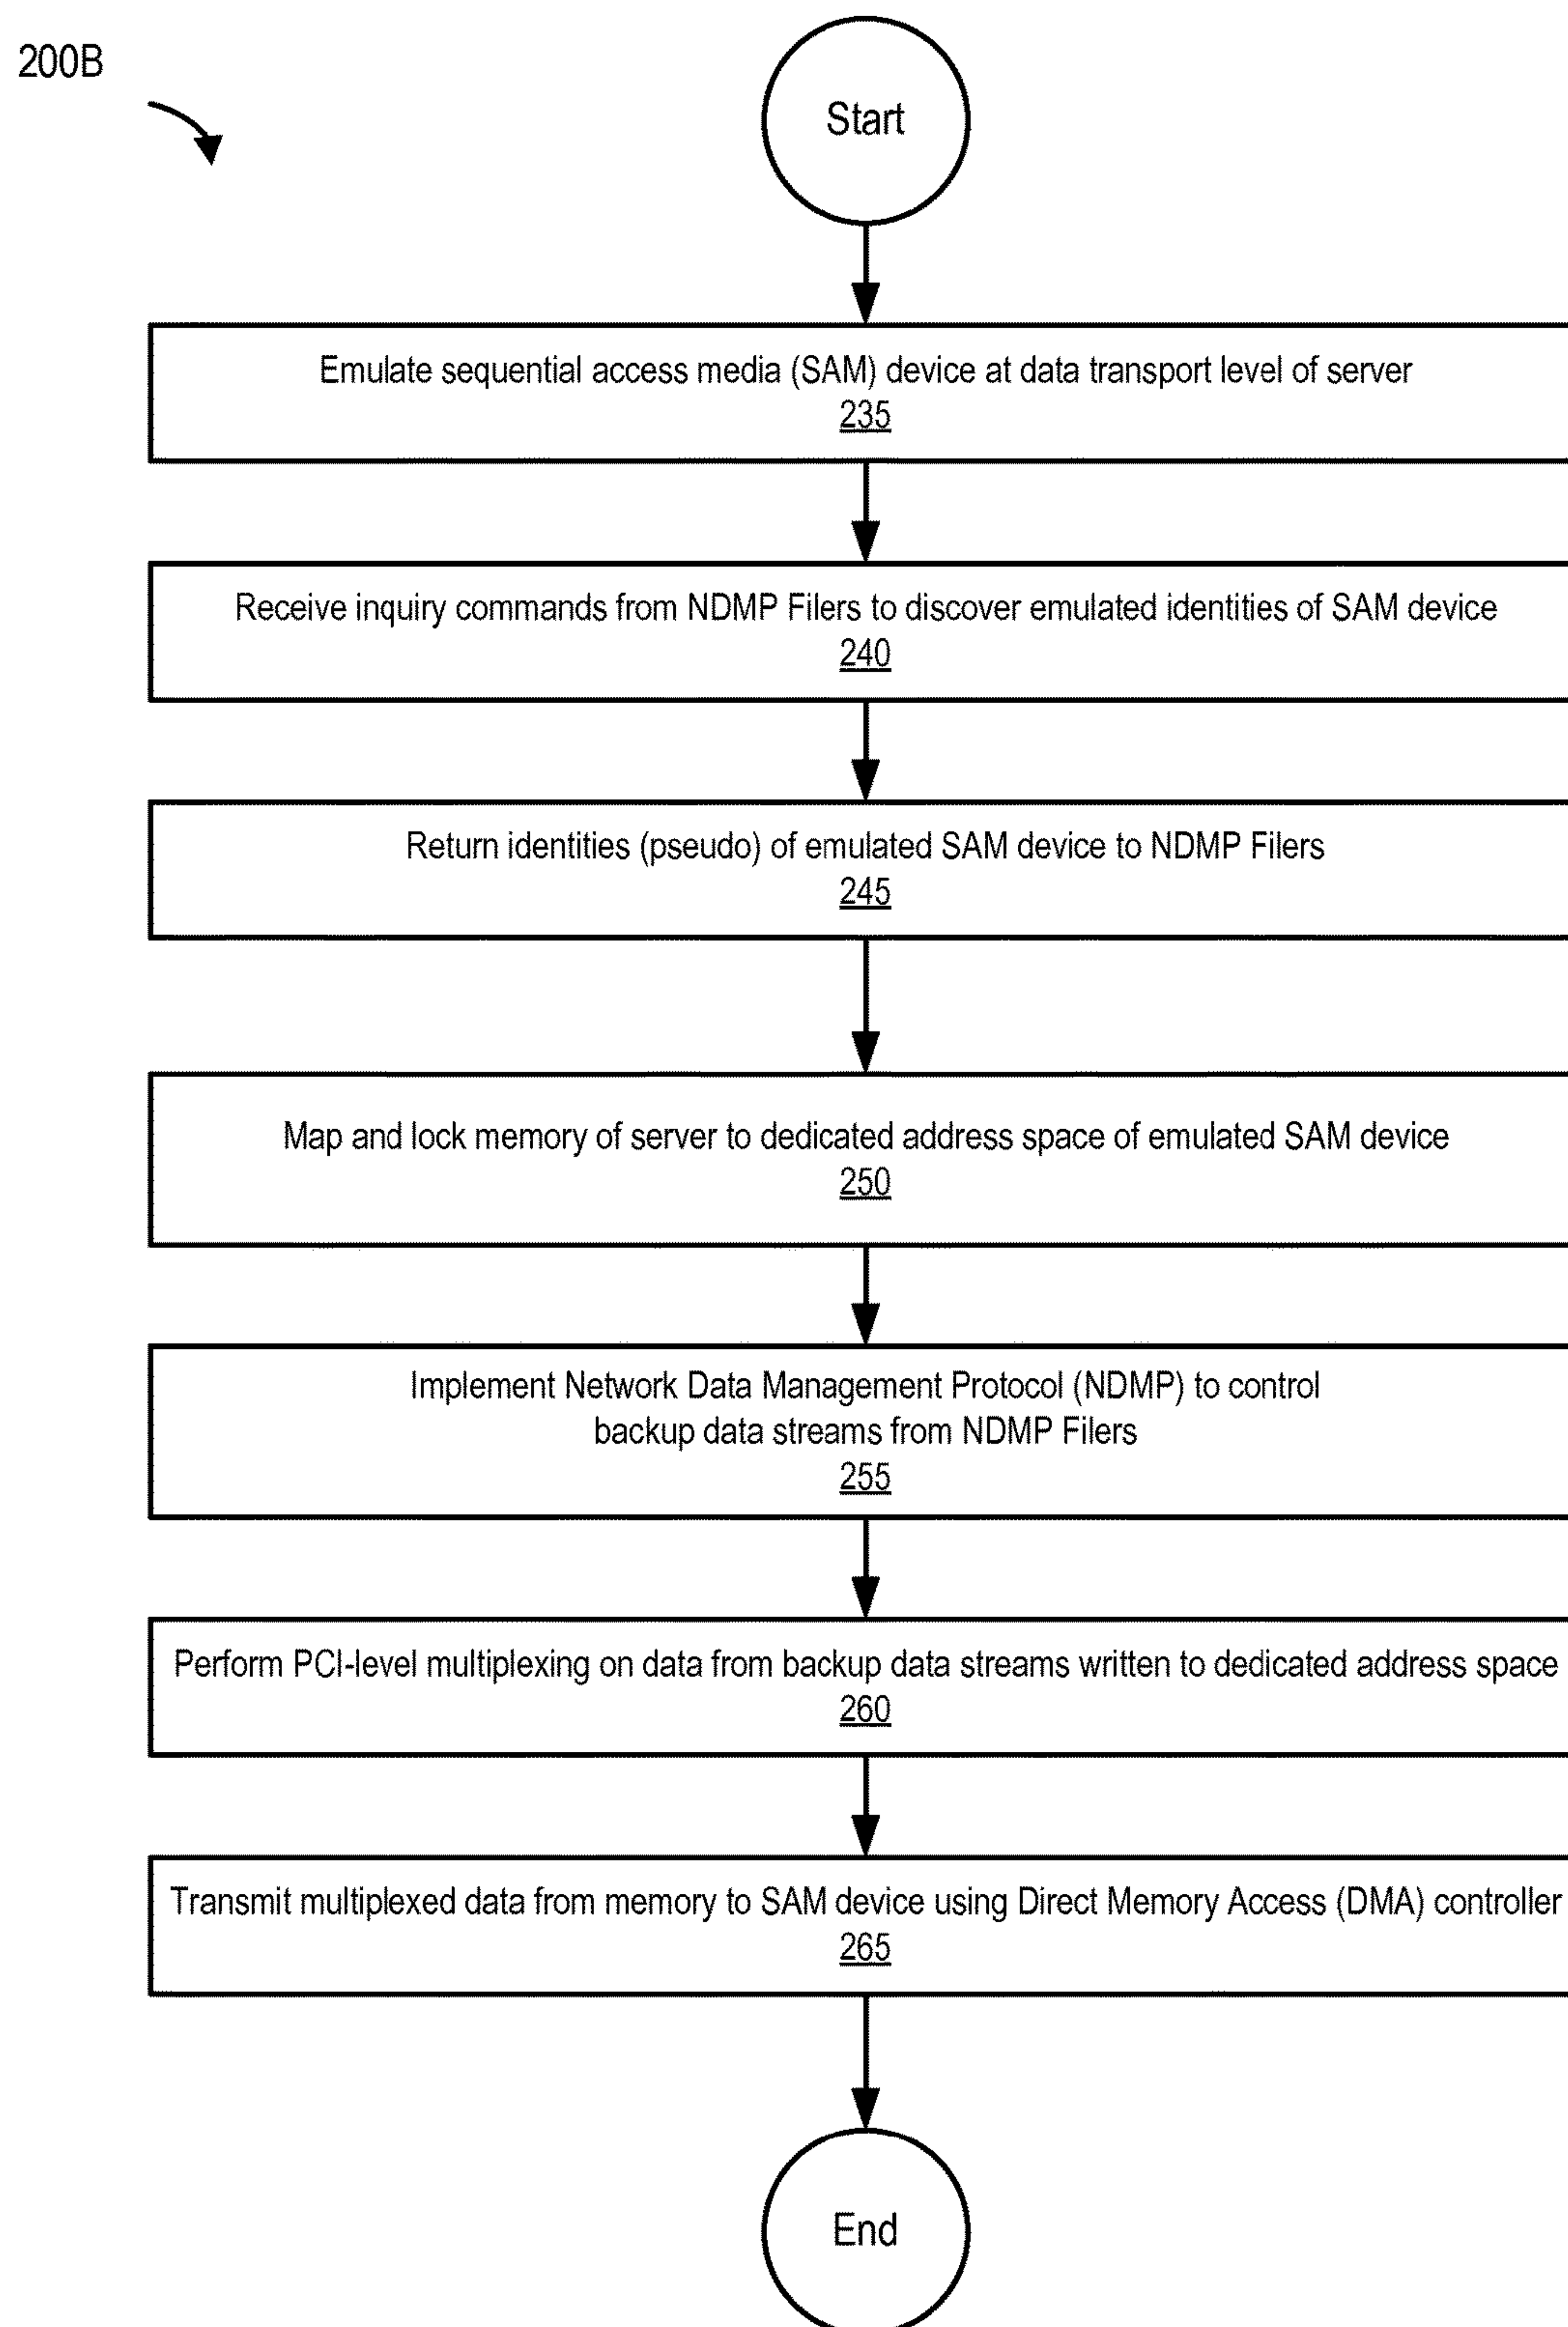 200B
Start
Emulate sequential access media (SAM) device at data transport level of server
235
Receive inquiry commands from NDMP Filers to discover emulated identities of SAM device
240
Return identities (pseudo) of emulated SAM device to NDMP Filers
245
Map and lock memory of server to dedicated address space of emulated SAM device
250
Implement Network Data Management Protocol (NDMP) to control
backup data streams from NDMP Filers
255
Perform PCI-level multiplexing on data from backup data streams written to dedicated address space
260
Transmit multiplexed data from memory to SAM device using Direct Memory Access (DMA) controller
265
End